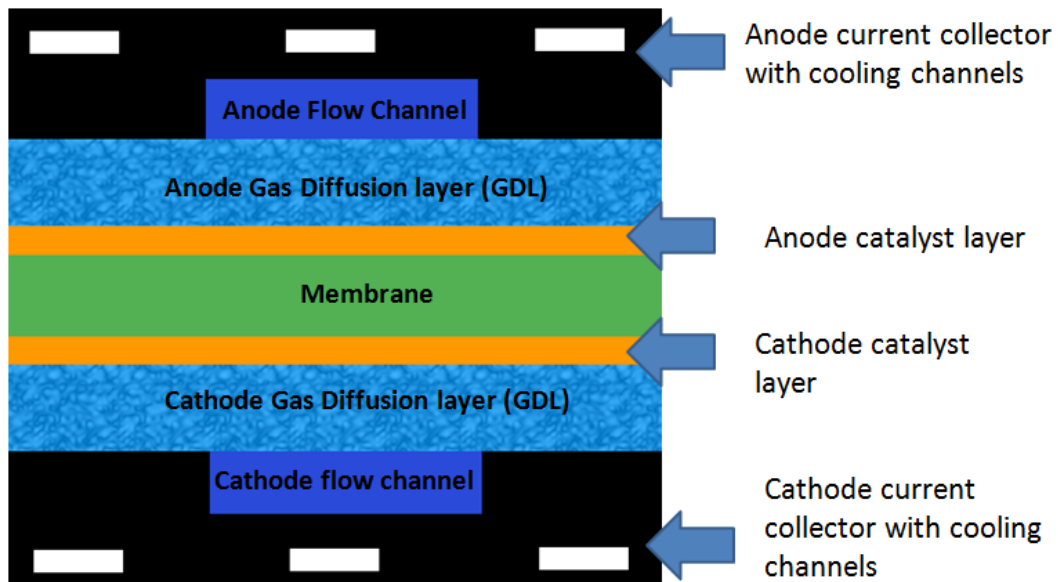 Anode current collector
with cooling channels
Anode Flow Channel
Anode Gas Diffusion layer (GDL)
Anode catalyst layer
Membrane
Cathode catalyst
layer
Cathode Gas Diffusion layer (GDL)
Cathode flow channel
Cathode current
collector with cooling
channels